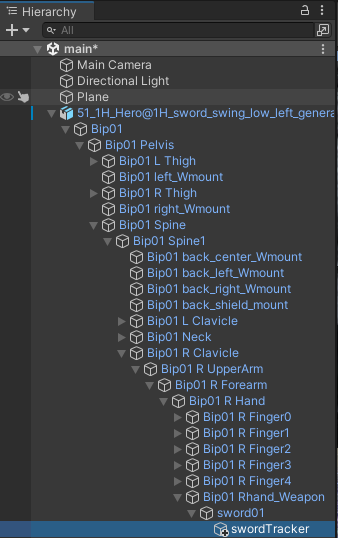 Hierarchy
All
main*
Main Camera
Directional Light
Plane
51_1H_Hero@1H_sword_swing_low_left_genera
Bip01
Bip01 Pelvis
Bip01 L Thigh
Bip01 left_Wmount
Bip01 R Thigh
Bip01 right_Wmount
Bip01 Spine
Bip01 Spine1
Bip01 back_center_Wmount
Bip01 back_left_Wmount
Bip01 back_right_Wmount
Bip01 back_shield_mount
Bip01 L Clavicle
Bip01 Neck
Bip01 R Clavicle
Bip01 R UpperArm
Bip01 R Forearm
Bip01 R Hand
Bip01 R Finger0
Bip01 R Finger1
Bip01 R Finger2
Bip01 R Finger3
Bip01 R Finger4
Bip01 Rhand_Weapon
sword01
swordTracker